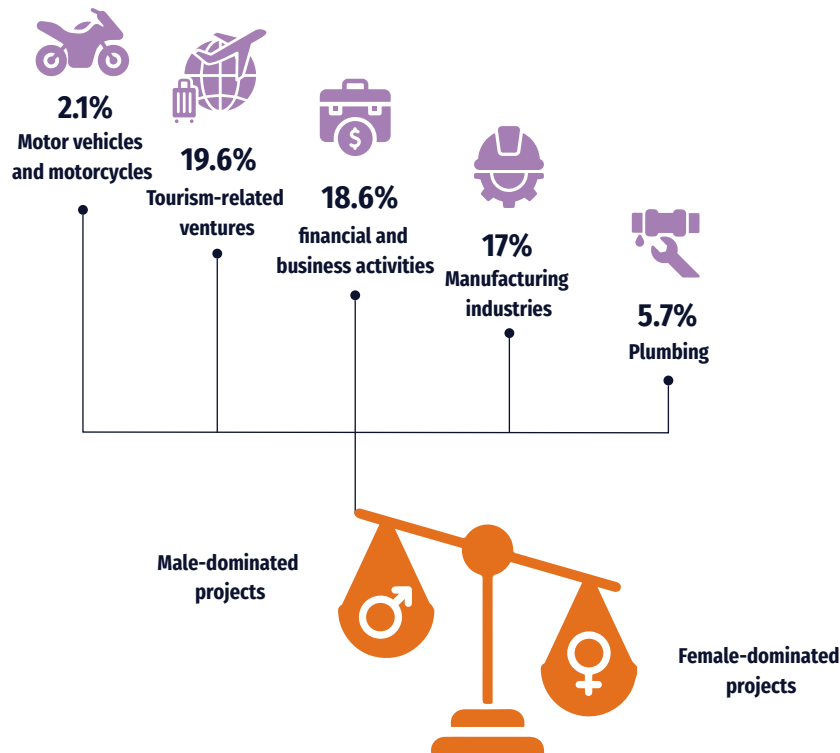 2.1%
Motor vehicles
and motorcycles
19.6%
Tourism-related
ventures
$
18.6%
financial and
business activities
17%
Manufacturing
industries
5.7%
Plumbing
Male-dominated
projects
Female-dominated
projects